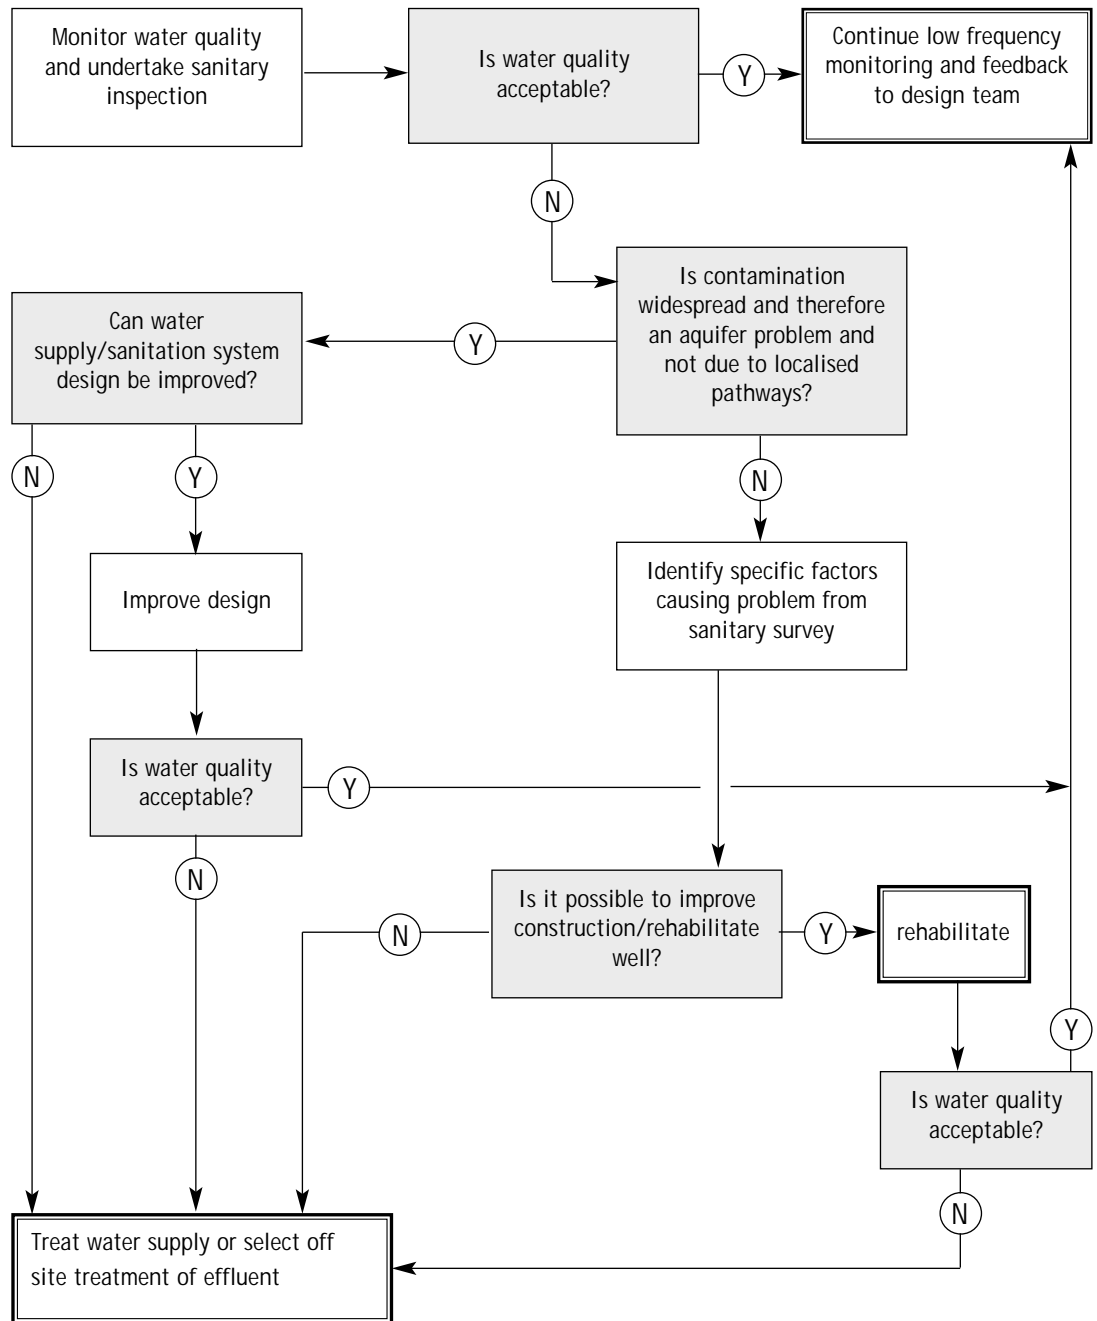 Monitor water quality
and undertake sanitary
inspection
Is water quality
acceptable?
Y
Continue low frequency
monitoring and feedback
to design team
N
Is contamination
widespread and therefore
an aquifer problem and
not due to localised
pathways?
Y
Can water
supply/sanitation system
design be improved?
N
Y
N
Improve design
Identify specific factors
causing problem from
sanitary survey
Is water quality
acceptable?
Y
N
Is it possible to improve
construction/rehabilitate
well?
N
Y
rehabilitate
Y
Is water quality
acceptable?
N
Treat water supply or select off
site treatment of effluent